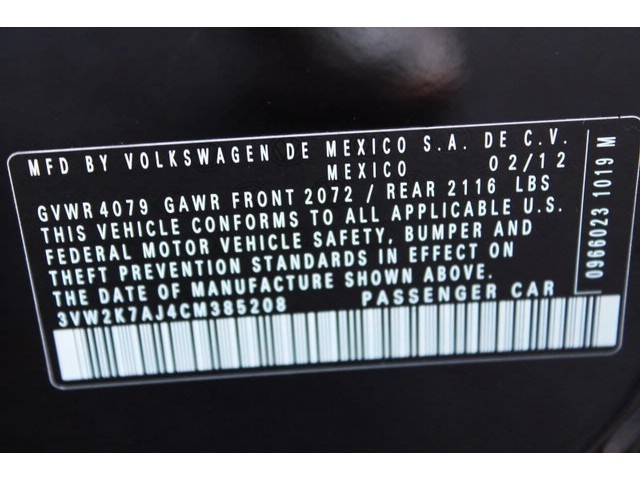 MFD BY VOLKSWAGEN DE MEXICO S.A. DE C.V.
MEXICO 02/12
GVWR 4079 GAWR FRONT 2072 / REAR 2116 LBS
THIS VEHICLE CONFORMS TO ALL APPLICABLE U.S.
FEDERAL MOTOR VEHICLE SAFETY, BUMPER AND
THEFT PREVENTION STANDARDS IN EFFECT ON
THE DATE OF MANUFACTURE SHOWN ABOVE.
3VW2K7AJ4CM385208 PASSENGER CAR
0966023 1019 M